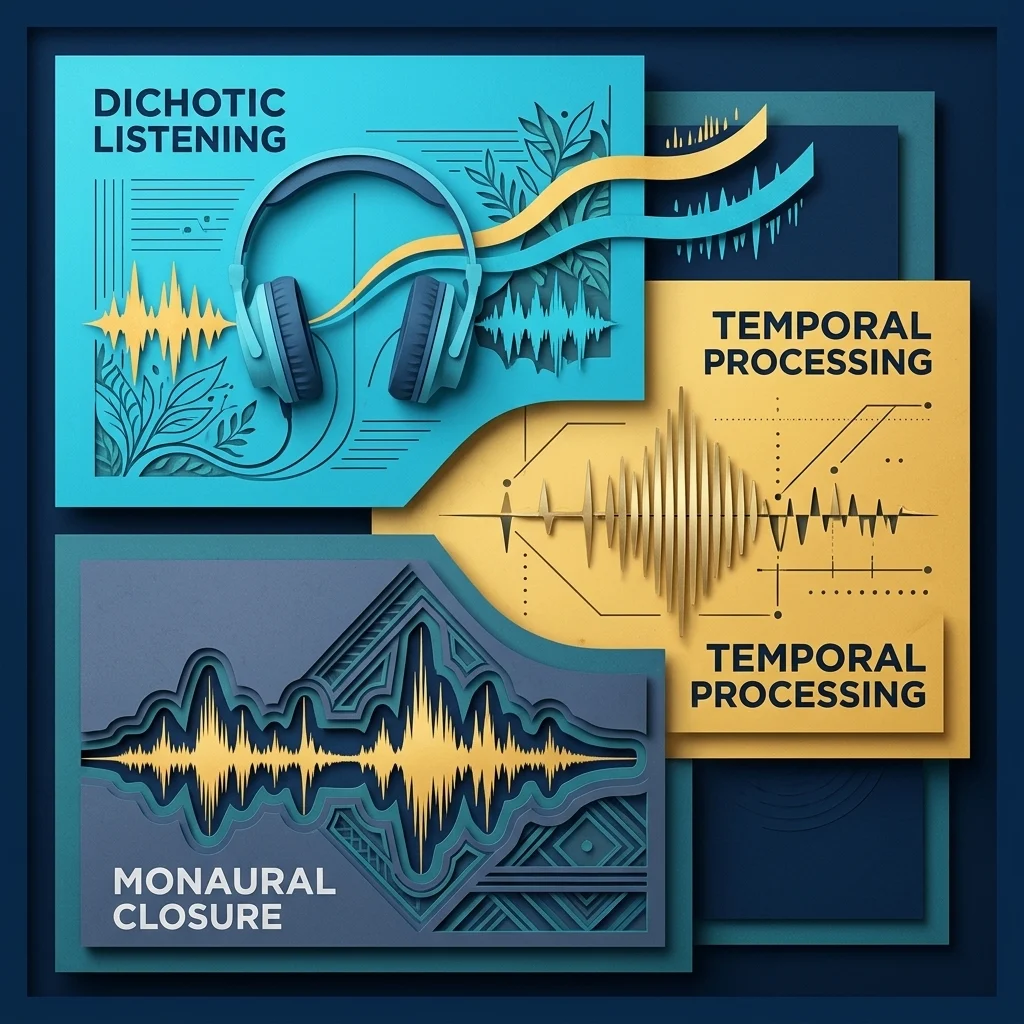 DICHOTIC
LISTENING
TEMPORAL
PROCESSING
TEMPORAL
PROCESSING
MONAURAL
CLOSURE